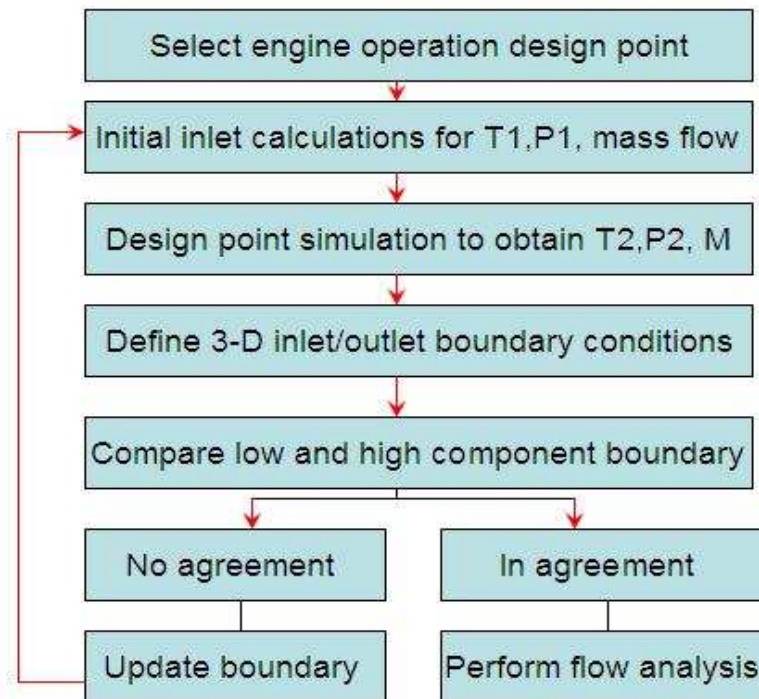 Select engine operation design point
Initial inlet calculations for T1,P1, mass flow
Design point simulation to obtain T2,P2, M
Define 3-D inlet/outlet boundary conditions
Compare low and high component boundary
No agreement
In agreement
Update boundary
Perform flow analysis